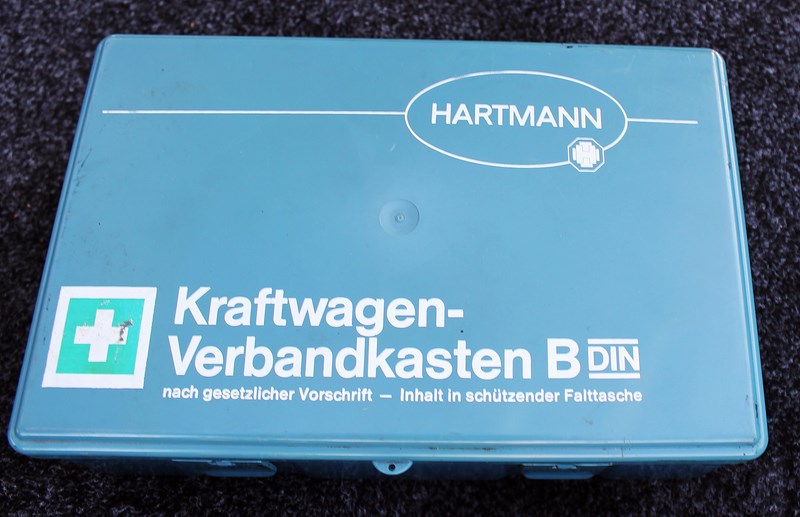 HARTMANN
Kraftwagen-
Verbandkasten B DIN
nach gesetzlicher Vorschrift — Inhalt in schützender Falttasche